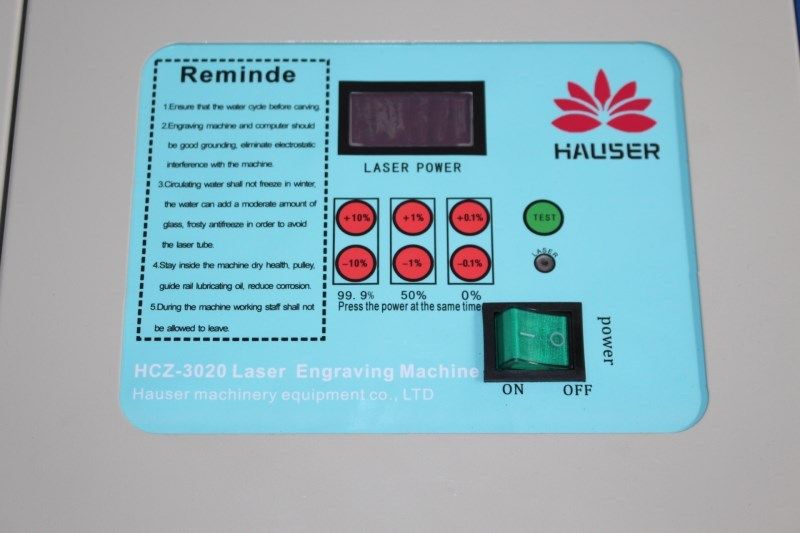 Reminde
1.Ensure that the water cycle before carving.
2.Engraving machine and computer should
be good grounding, eliminate electrostatic
interference with the machine.
3.Circulating water shall not freeze in winter,
the water can add a moderate amount of
glass, frosty antifreeze in order to avoid
the laser tube.
4.Stay inside the machine dry health, pulley,
guide rail lubricating oil, reduce corrosion.
5.During the machine working staff shall not
be allowed to leave.
LASER POWER
HAUSER
+10% +1% +0.1% TEST
LASER
-10% -1% -0.1%
99.9% 50% 0%
Press the power at the same time
power
ON OFF
HCZ-3020 Laser Engraving Machine
Hauser machinery equipment co., LTD